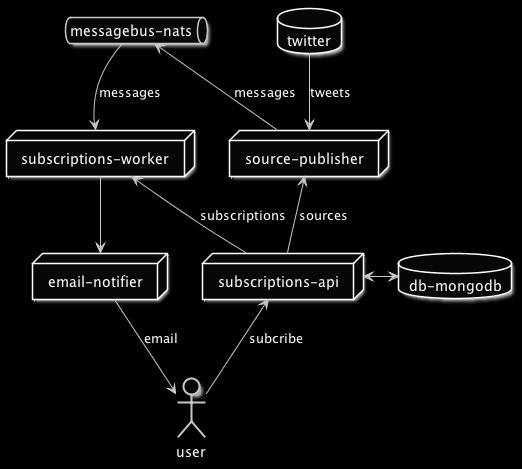 messagebus-nats
twitter
messages
messages
tweets
subscriptions-worker
source-publisher
subscriptions
sources
email-notifier
subscriptions-api
db-mongodb
email
subcribe
user